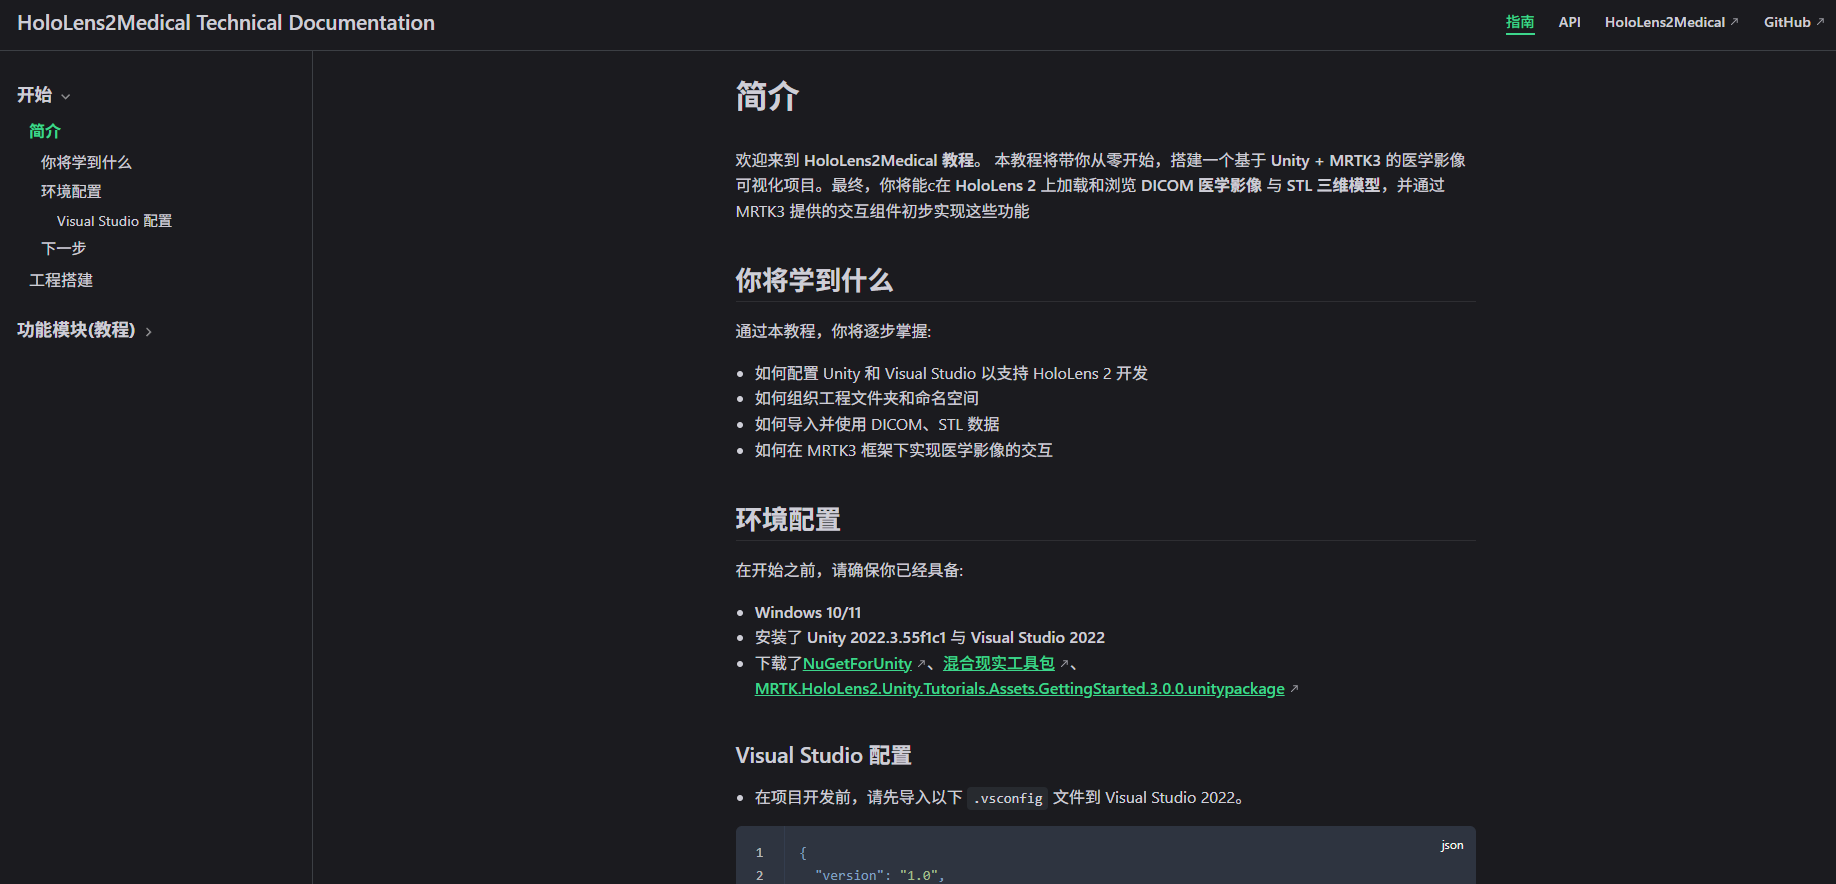 HoloLens2Medical Technical Documentation
指南 API HoloLens2Medical GitHub
开始
简介
你将学到什么
环境配置
Visual Studio 配置
下一步
工程搭建
功能模块(教程)
简介
欢迎来到 HoloLens2Medical 教程。 本教程将带你从零开始，搭建一个基于 Unity + MRTK3 的医学影像
可视化项目。最终，你将能c在 HoloLens 2 上加载和浏览 DICOM 医学影像 与 STL 三维模型，并通过
MRTK3 提供的交互组件初步实现这些功能
你将学到什么
通过本教程，你将逐步掌握:
如何配置 Unity 和 Visual Studio 以支持 HoloLens 2 开发
如何组织工程文件夹和命名空间
如何导入并使用 DICOM、STL 数据
如何在 MRTK3 框架下实现医学影像的交互
环境配置
在开始之前，请确保你已经具备:
Windows 10/11
安装了 Unity 2022.3.55f1c1 与 Visual Studio 2022
下载了NuGetForUnity、混合现实工具包、
MRTK.HoloLens2.Unity.Tutorials.Assets.GettingStarted.3.0.0.unitypackage
Visual Studio 配置
在项目开发前，请先导入以下 .vsconfig 文件到 Visual Studio 2022。
json
1 {
2 "version": "1.0",